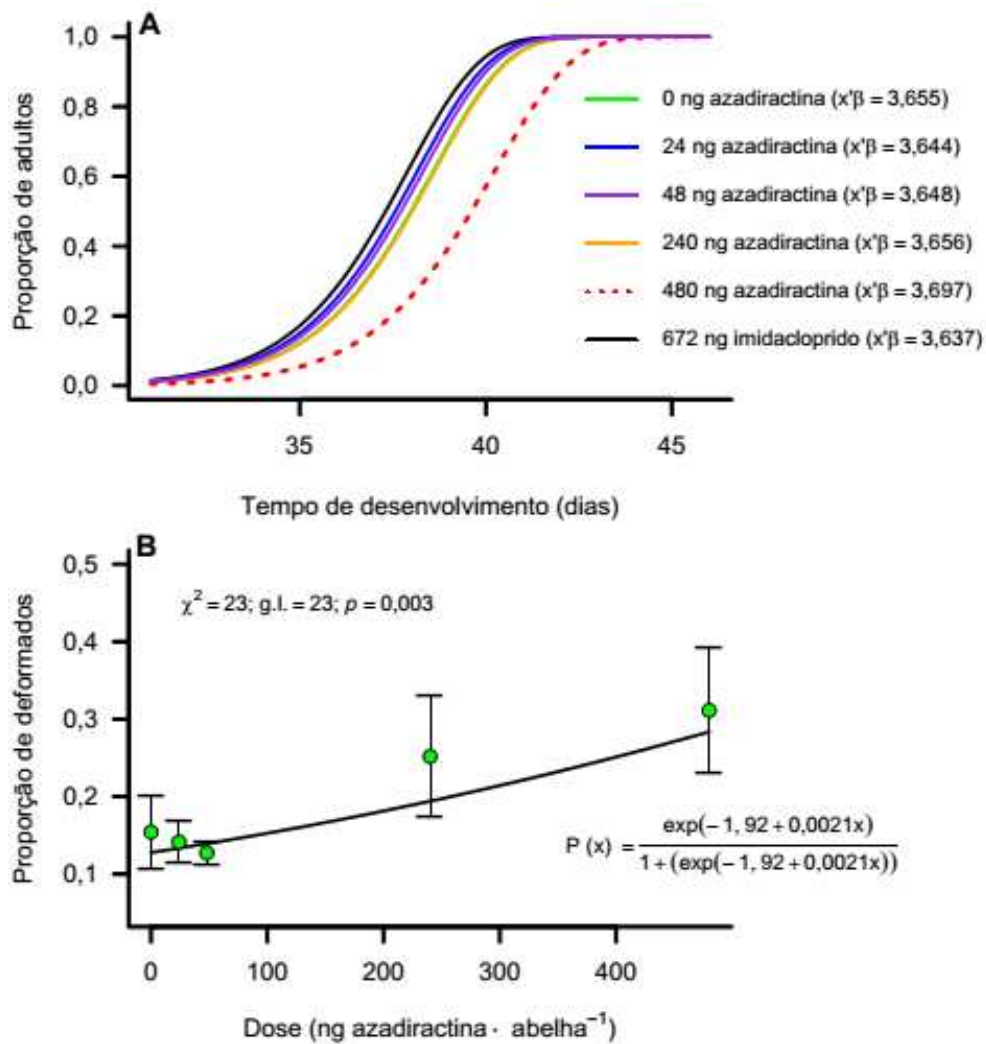 A
1,0
0,8
0,6
0,4
0,2
0,0
Proporção de adultos
0 ng azadiractina (x'β = 3,655)
24 ng azadiractina (x'β = 3,644)
48 ng azadiractina (x'β = 3,648)
240 ng azadiractina (x'β = 3,656)
480 ng azadiractina (x'β = 3,697)
672 ng imidacloprido (x'β = 3,637)
35 40 45
Tempo de desenvolvimento (dias)
B
0,5
0,4
0,3
0,2
0,1
Proporção de deformados
χ² = 23; g.l. = 23; p = 0,003
P (x) = exp(− 1, 92 + 0,0021x) / 1 + (exp(− 1, 92 + 0,0021x))
0 100 200 300 400
Dose (ng azadiractina · abelha⁻¹)